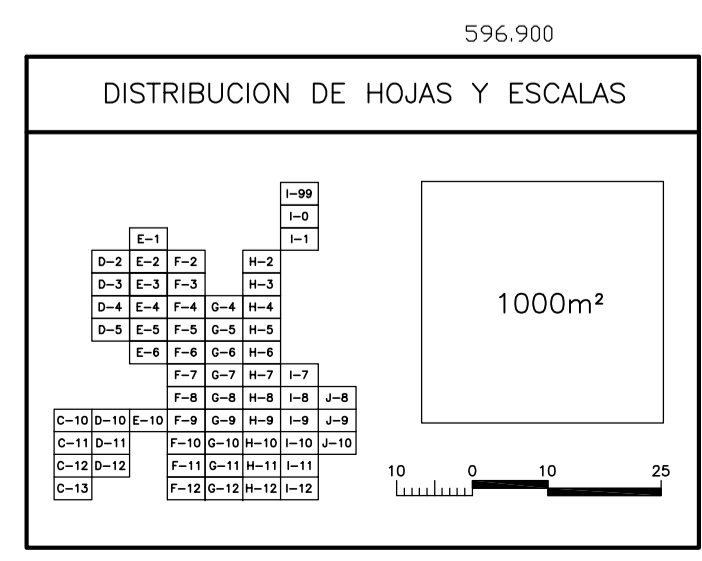 596.900
DISTRIBUCION DE HOJAS Y ESCALAS
I-99
I-0
E-1 I-1
D-2 E-2 F-2 H-2
D-3 E-3 F-3 H-3
D-4 E-4 F-4 G-4 H-4
D-5 E-5 F-5 G-5 H-5
E-6 F-6 G-6 H-6
F-7 G-7 H-7 I-7
F-8 G-8 H-8 I-8 J-8
C-10 D-10 E-10 F-9 G-9 H-9 I-9 J-9
C-11 D-11 F-10 G-10 H-10 I-10 J-10
C-12 D-12 F-11 G-11 H-11 I-11
C-13 F-12 G-12 H-12 I-12
1000m²
10 0 10 25